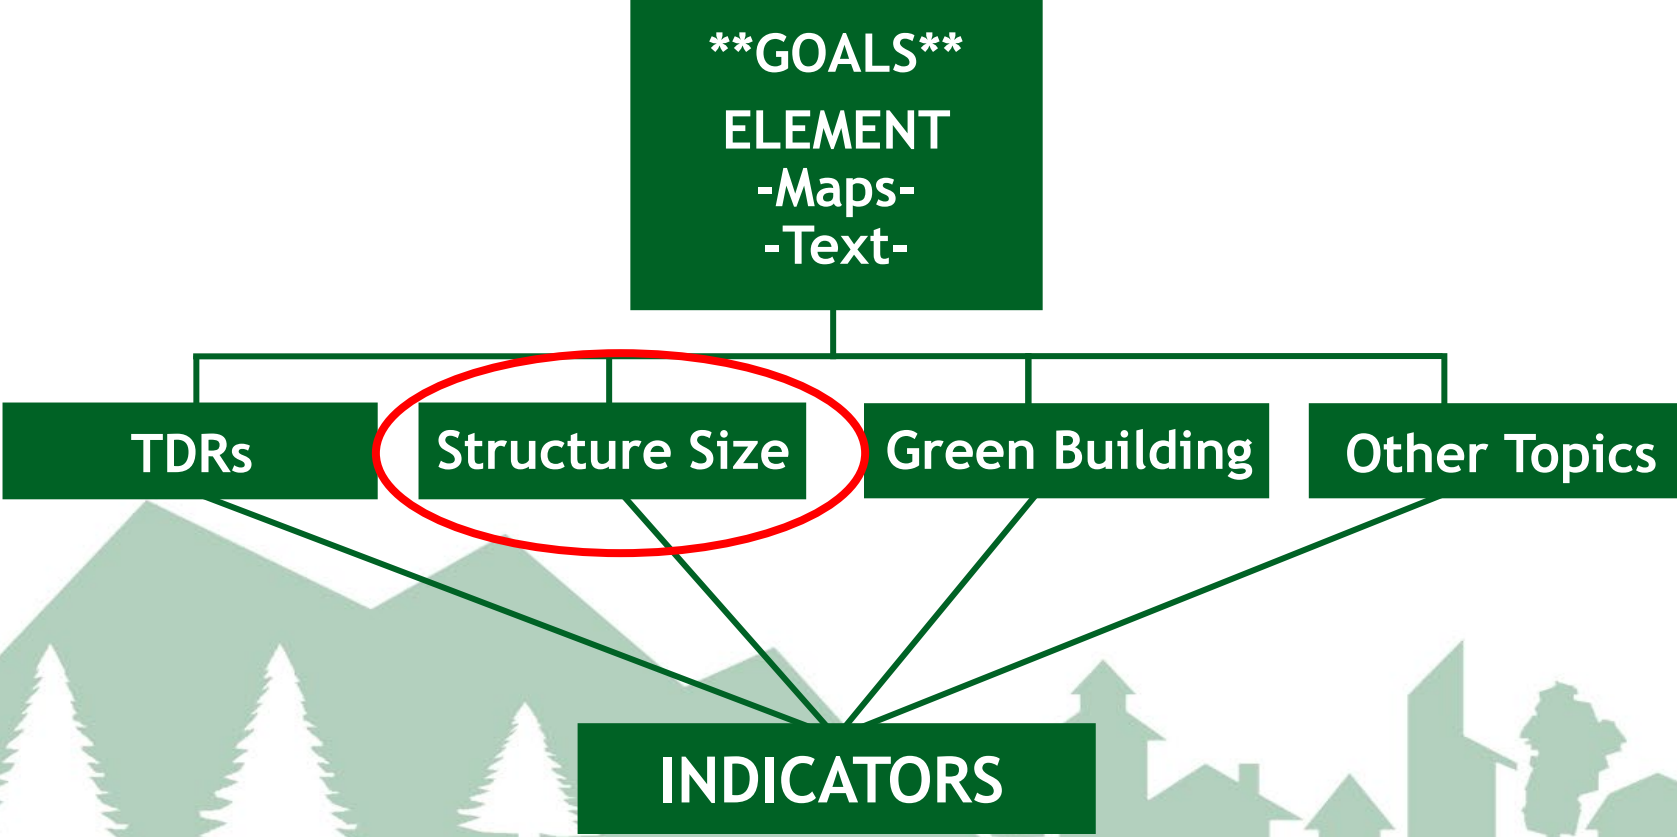 **GOALS**
ELEMENT
-Maps-
-Text-
TDRs
Structure Size
Green Building
Other Topics
INDICATORS